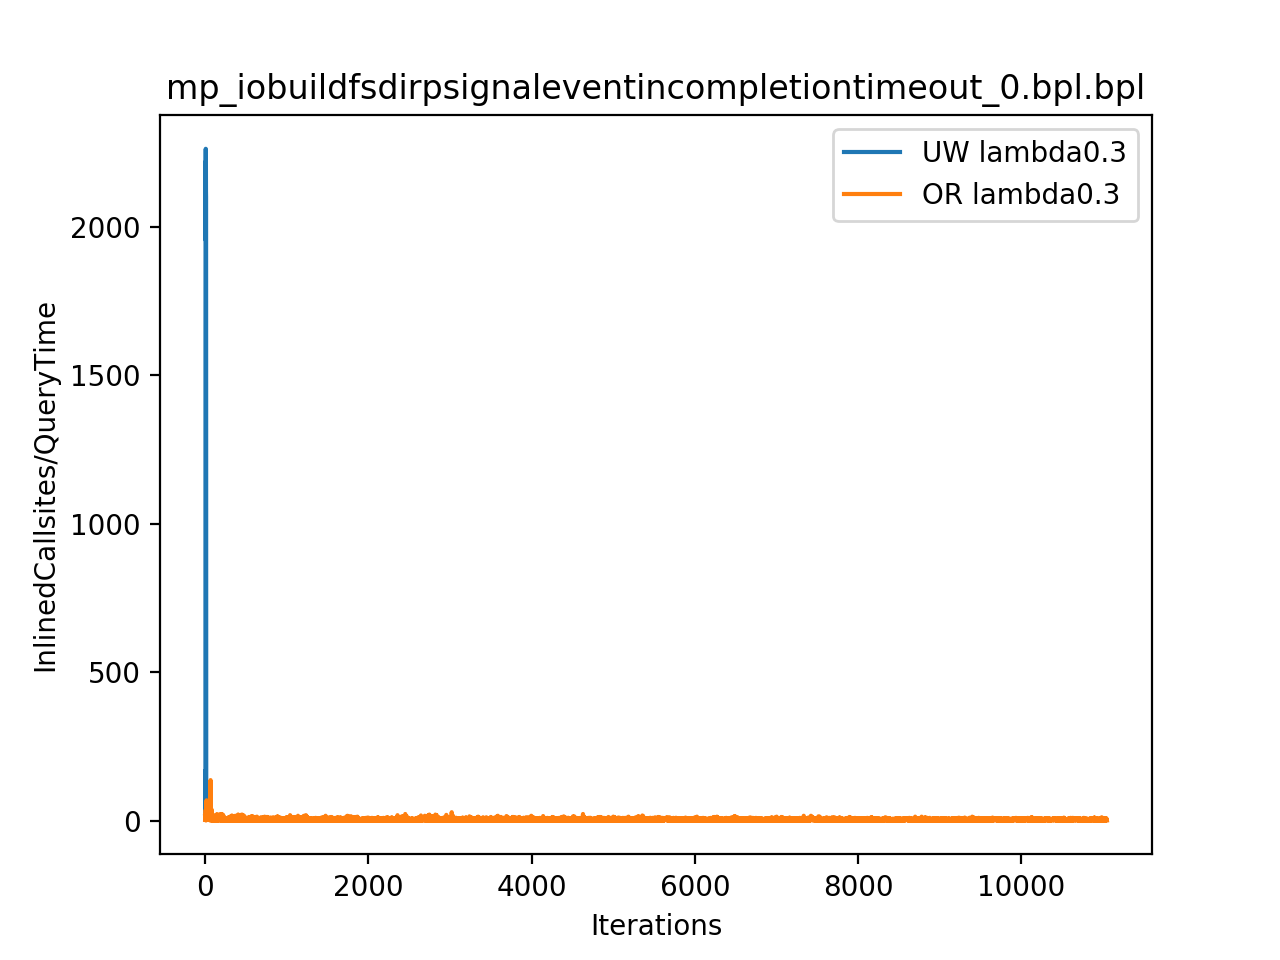 mp_iobuildfsdirpsignaleventincompletiontimeout_0.bpl.bpl
UW lambda0.3
OR lambda0.3
InlinedCallsites/QueryTime
2000
1500
1000
500
0
0 2000 4000 6000 8000 10000
Iterations